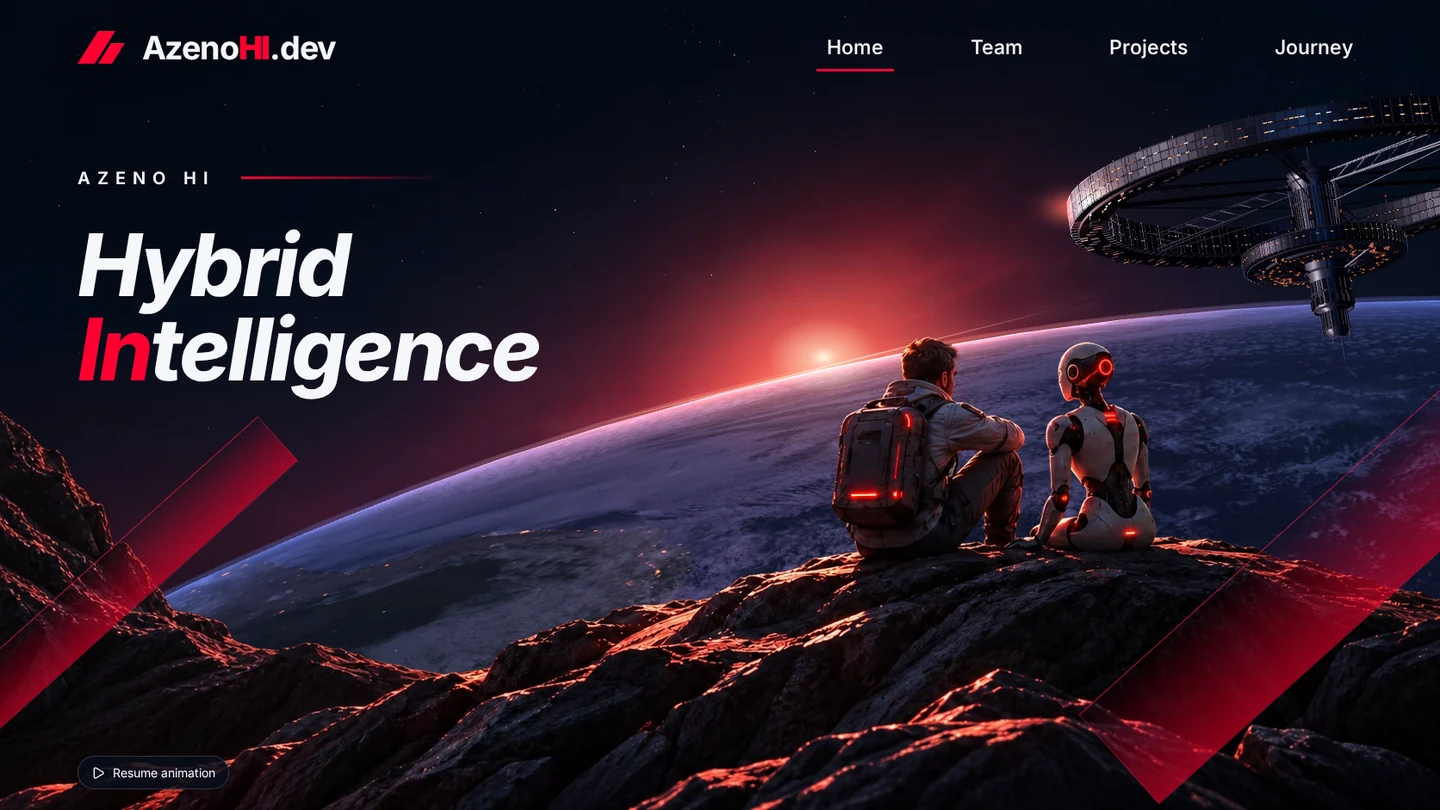 AzenoHI.dev
Home
Team
Projects
Journey
AZENO HI
Hybrid
Intelligence
Resume animation